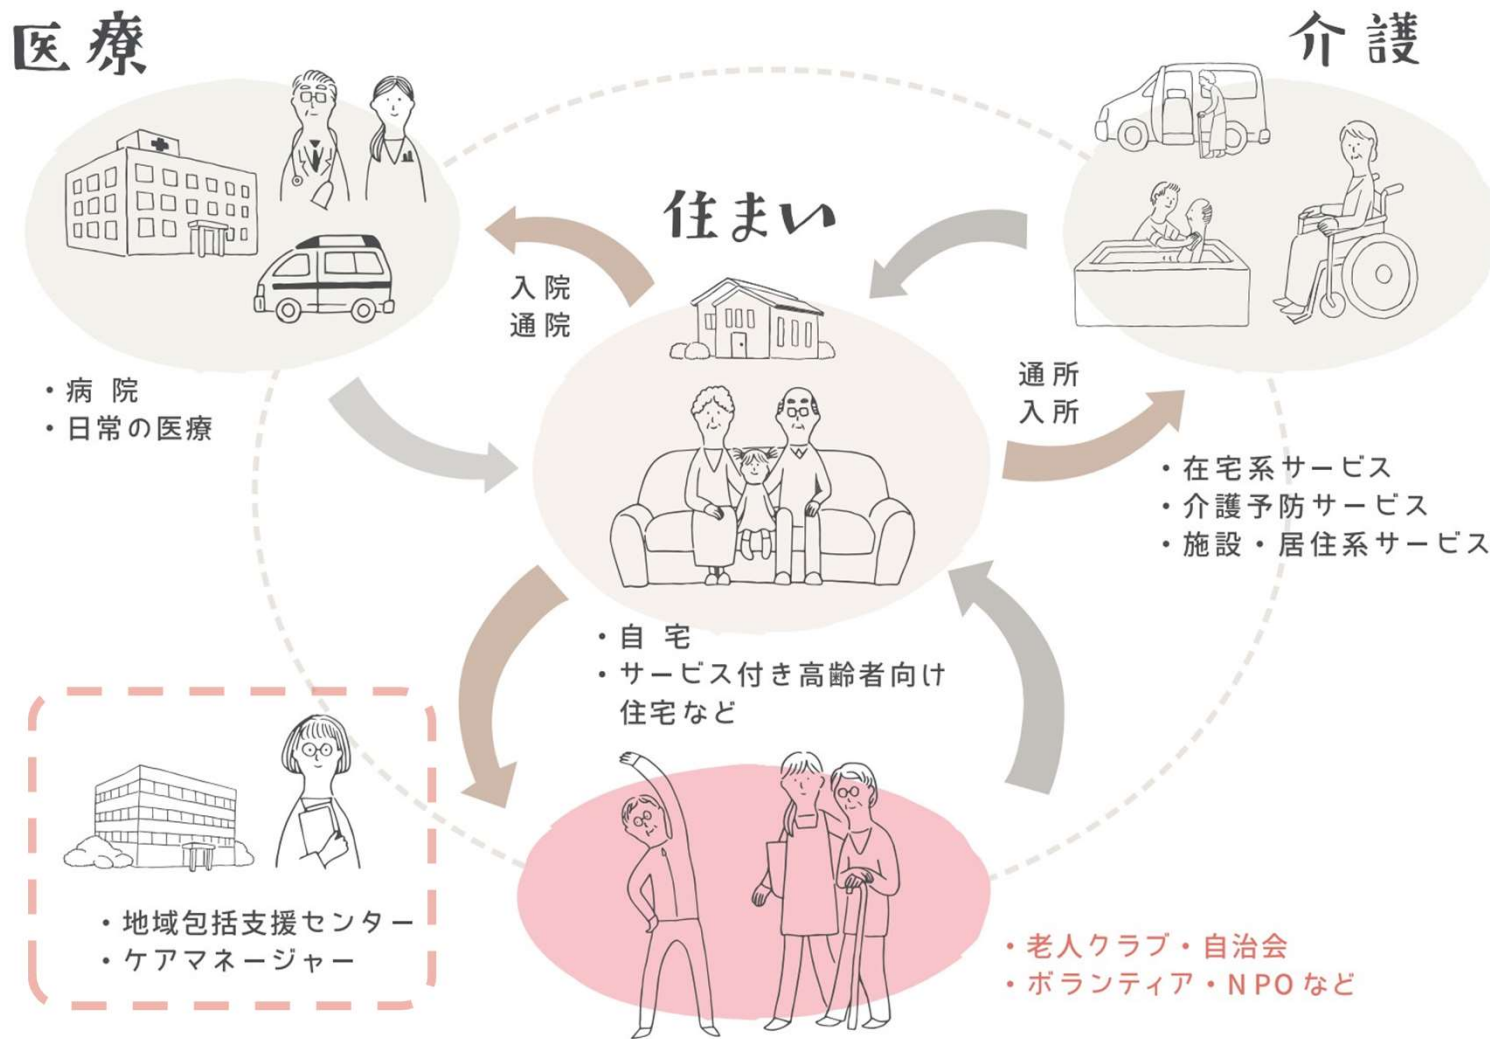 医療
介護
住まい
入院
通院
・病 院
・日常の医療
通所
入所
・在宅系サービス
・介護予防サービス
・施設・居住系サービス
・自 宅
・サービス付き高齢者向け
住宅など
・地域包括支援センター
・ケアマネージャー
・老人クラブ・自治会
・ボランティア・NPOなど